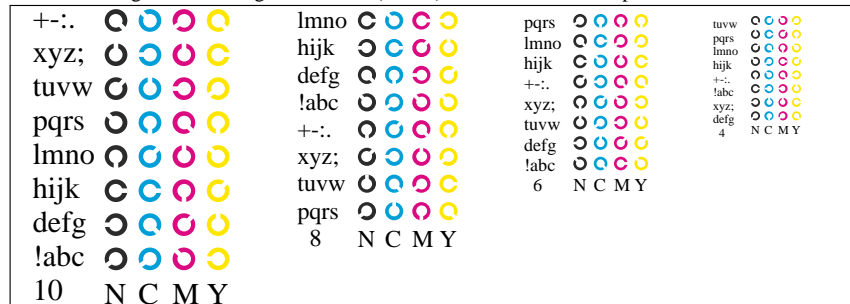 +-:.
xyz;
tuvw
pqrs
lmno
hijk
defg
!abc
10 N C M Y
lmno
hijk
defg
!abc
+-:.
xyz;
tuvw
pqrs
8 N C M Y
pqrs
lmno
hijk
+-:.
xyz;
tuvw
defg
!abc
6 N C M Y
tuvw
pqrs
lmno
hijk
+-:.
!abc
xyz;
defg
4 N C M Y